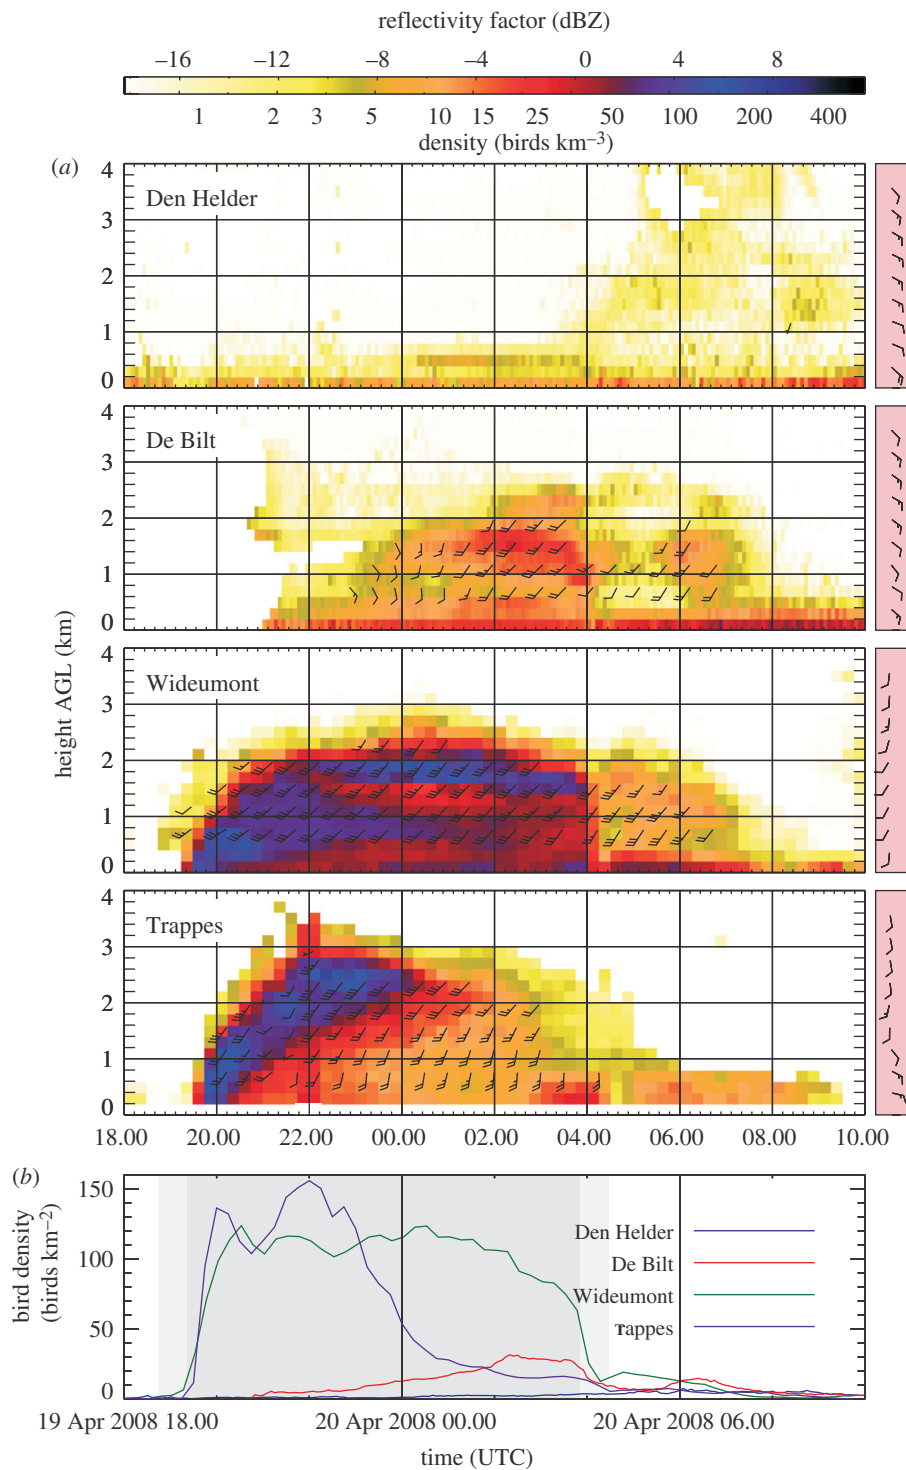 reflectivity factor (dBZ)
–16 –12 –8 –4 0 4 8
1 2 3 5 10 15 25 50 100 200 400
density (birds km–3)
(a)
4 3 2 1 0
Den Helder
4 3 2 1 0
De Bilt
height AGL (km)
4 3 2 1 0
Wideumont
4 3 2 1 0
Trappes
18.00 20.00 22.00 00.00 02.00 04.00 06.00 08.00 10.00
(b)
bird density
(birds km–2)
150
100
50
0
Den Helder
De Bilt
Wideumont
Trappes
19 Apr 2008 18.00 20 Apr 2008 00.00 20 Apr 2008 06.00
time (UTC)